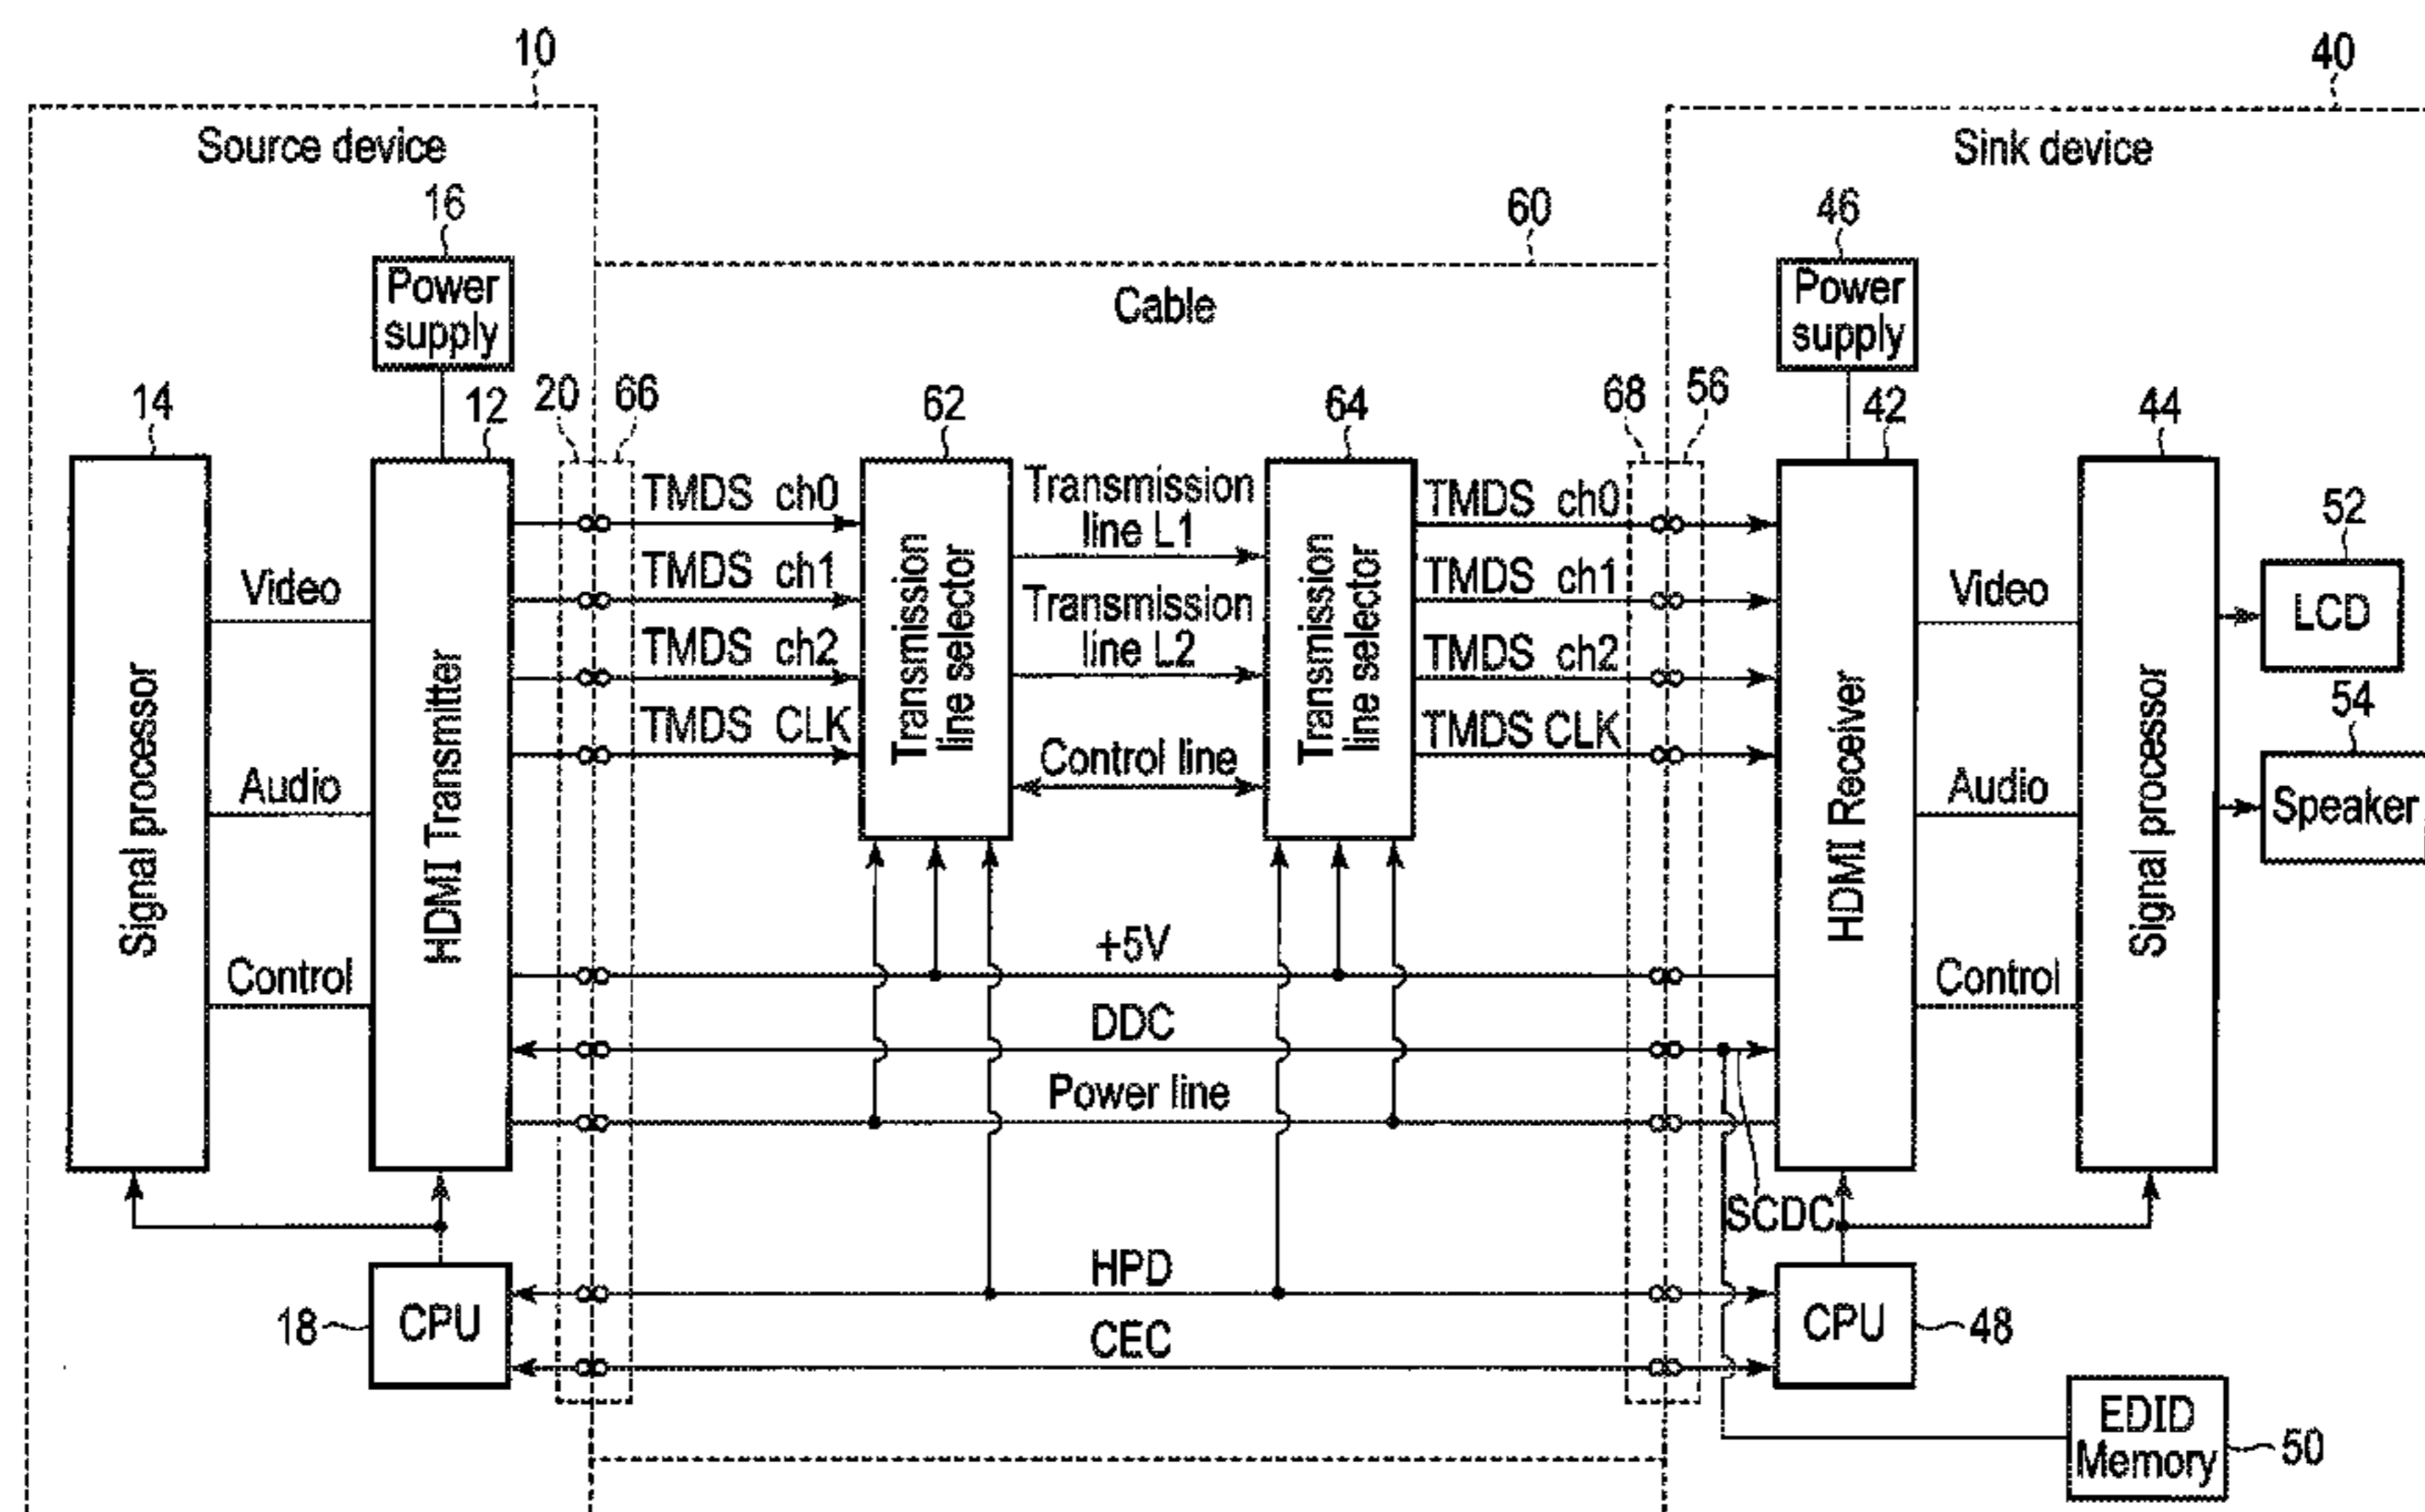 10
40
Source device
Sink device
16
60
46
Power
supply
Cable
Power
supply
14
12
20
66
62
64
68
56
42
44
TMDS ch0
Transmission
line L1
TMDS ch0
52
TMDS ch1
TMDS ch1
Video
Transmission
line L2
Video
LCD
TMDS ch2
TMDS ch2
54
TMDS CLK
TMDS CLK
Signal processor
HDMI Transmitter
Transmission
line selector
Transmission
line selector
HDMI Receiver
Signal processor
Control line
Audio
Audio
Speaker
+5V
Control
Control
DDC
Power line
SCDC
HPD
18
CPU
CPU
48
CEC
EDID
Memory
50